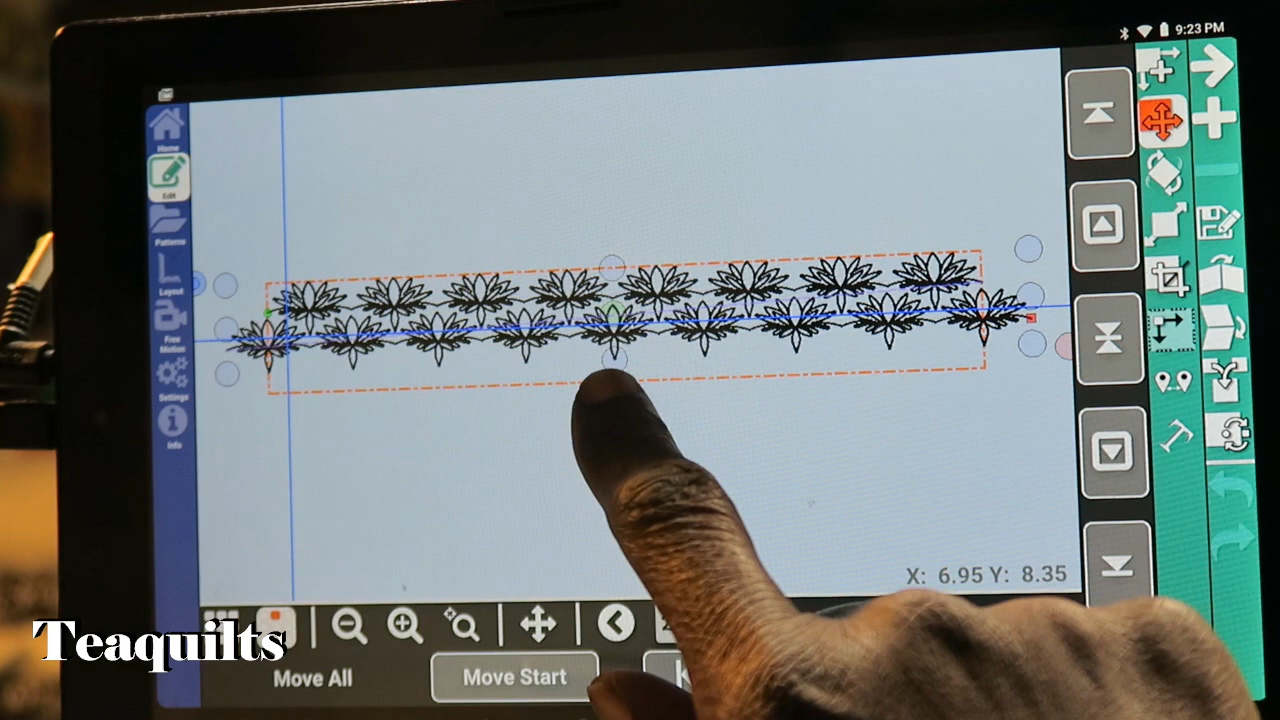 9:23 PM
Home
Edit
Patterns
Layout
Free
Motion
Settings
Info
X: 6.95 Y: 8.35
Move All
Move Start
Teaquilts